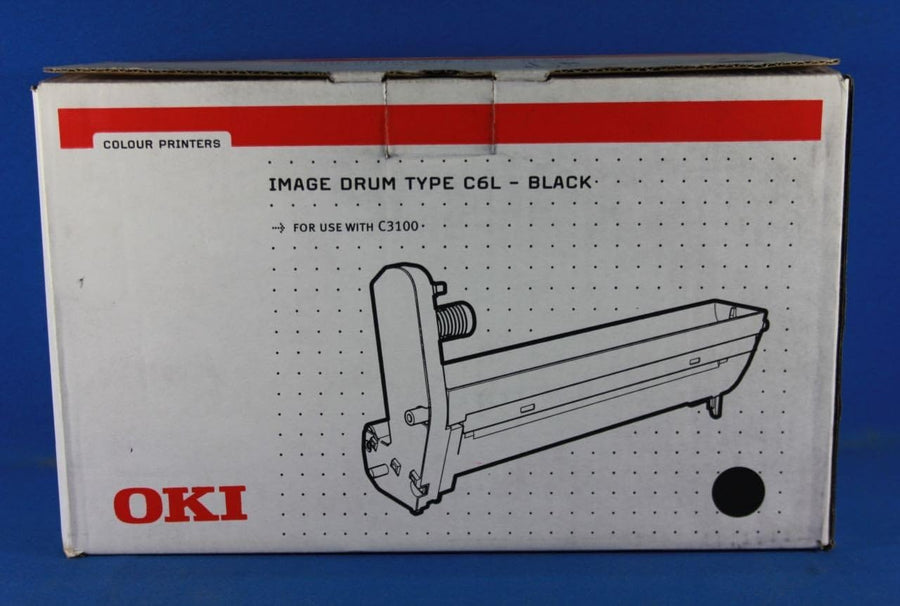 COLOUR PRINTERS
IMAGE DRUM TYPE C6L - BLACK
FOR USE WITH C3100
OKI